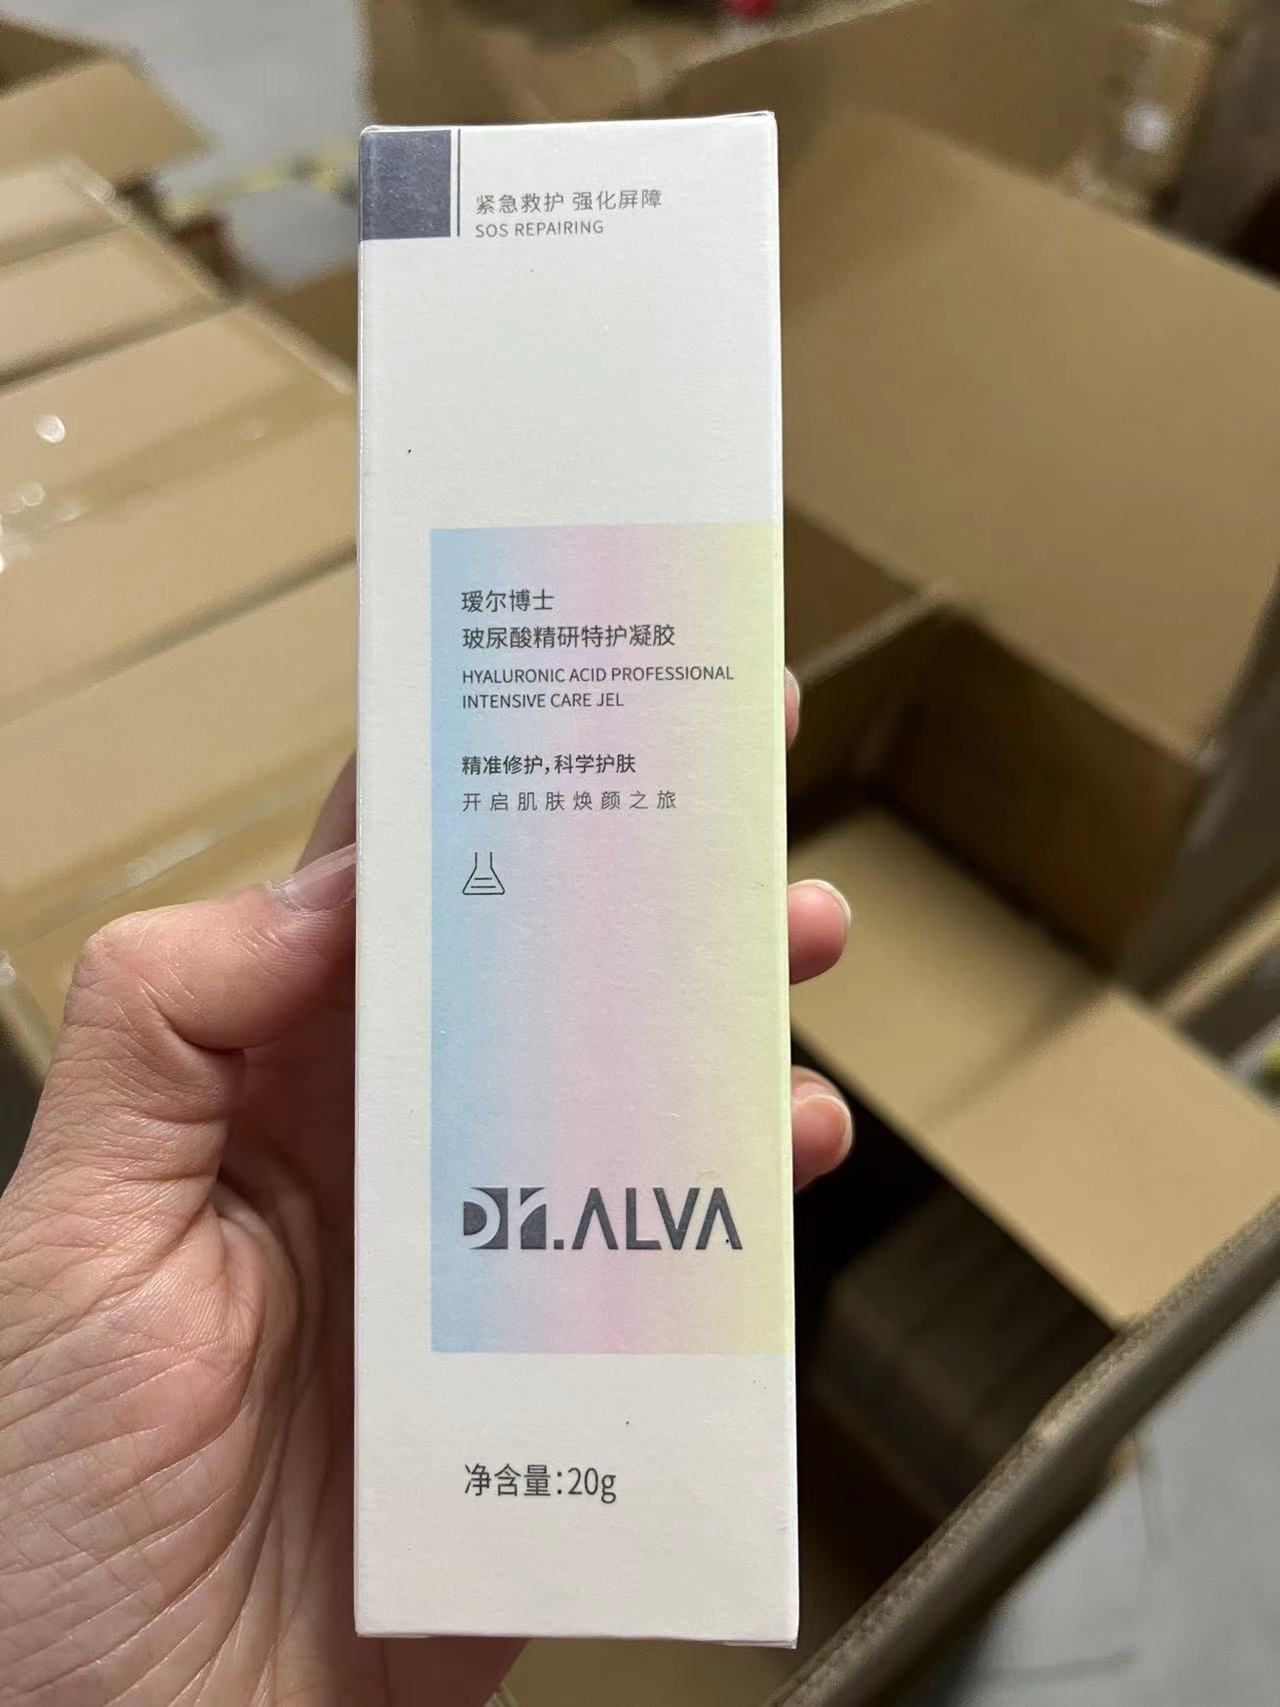 紧急救护 强化屏障
SOS REPAIRING
瑷尔博士
玻尿酸精研特护凝胶
HYALURONIC ACID PROFESSIONAL
INTENSIVE CARE JEL
精准修护,科学护肤
开启肌肤焕颜之旅
Dr.ALVA
净含量:20g